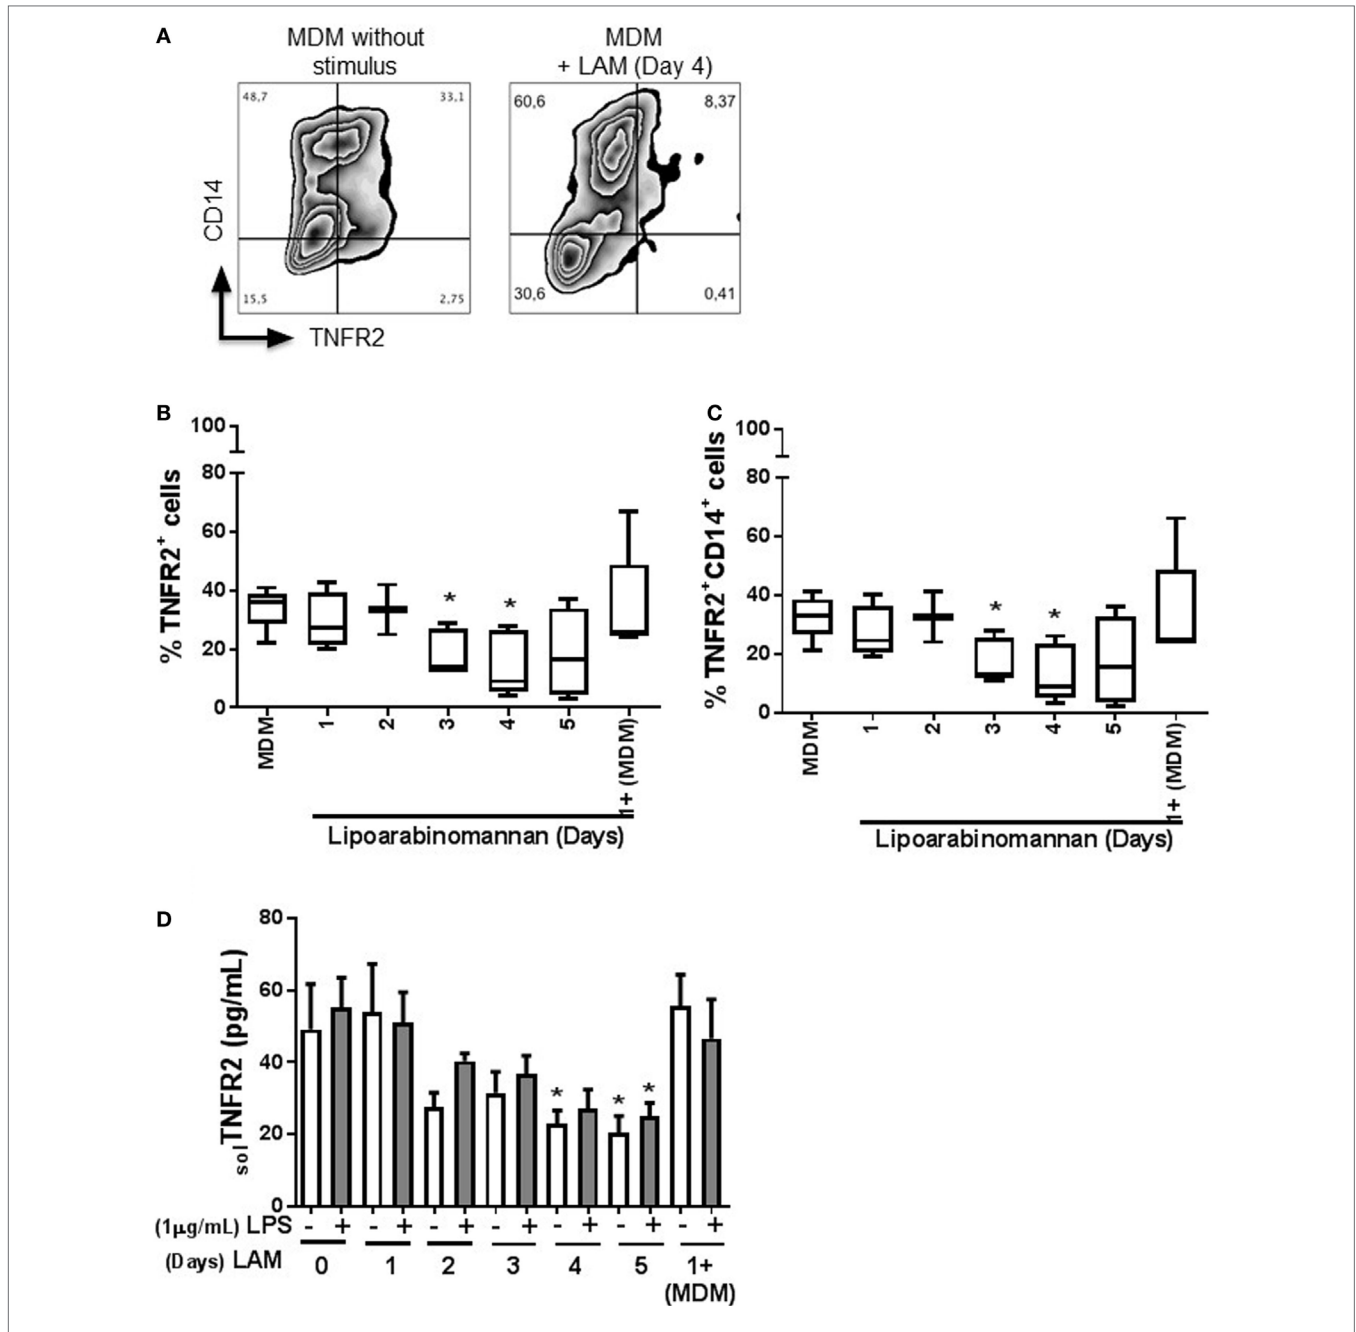 A
MDM without
stimulus
MDM
+ LAM (Day 4)
48,7
33,1
60,6
8,37
CD14
15,5
2,75
30,6
0,41
TNFR2
B
100
80
60
40
20
0
% TNFR2+ cells
MDM
1
2
3
4
5
1+ (MDM)
*
*
Lipoarabinomannan (Days)
C
100
80
60
40
20
0
% TNFR2+CD14+ cells
MDM
1
2
3
4
5
1+ (MDM)
*
*
Lipoarabinomannan (Days)
D
80
60
40
20
0
solTNFR2 (pg/mL)
* * *
(1μg/mL) LPS - + - + - + - + - + - + - +
(Days) LAM 0 1 2 3 4 5 1+
(MDM)